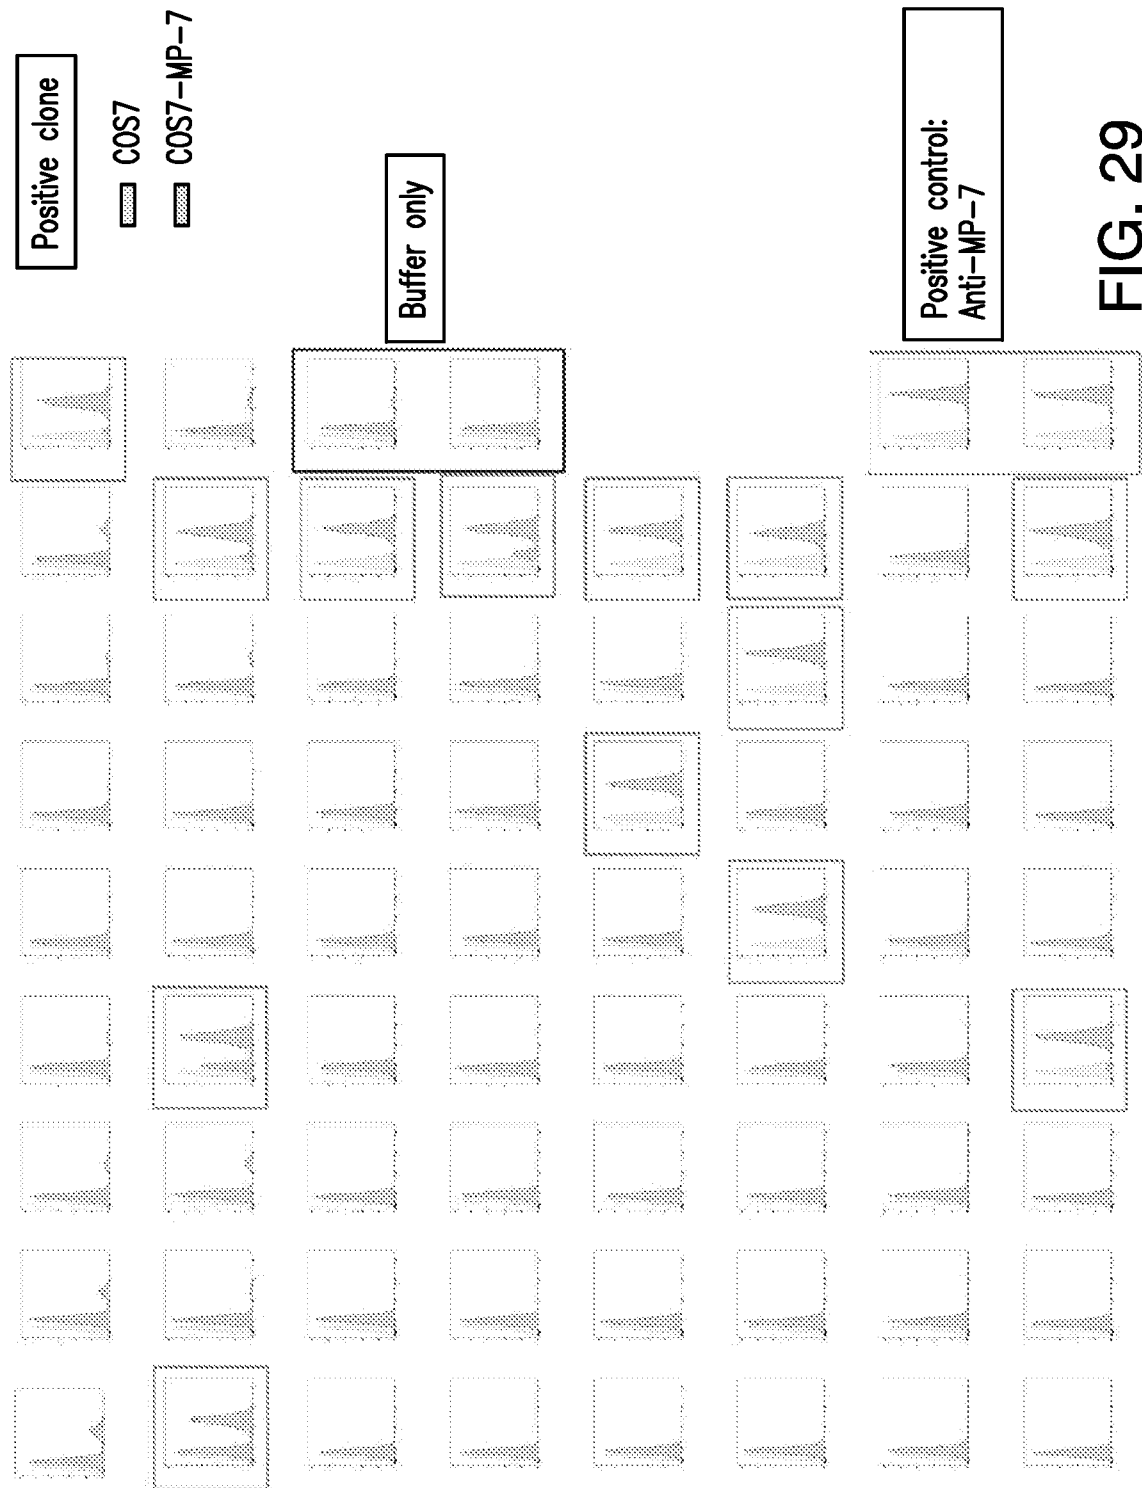 Positive clone
COS7
COS7-MP-7
Buffer only
Positive control:
Anti-MP-7
FIG. 29